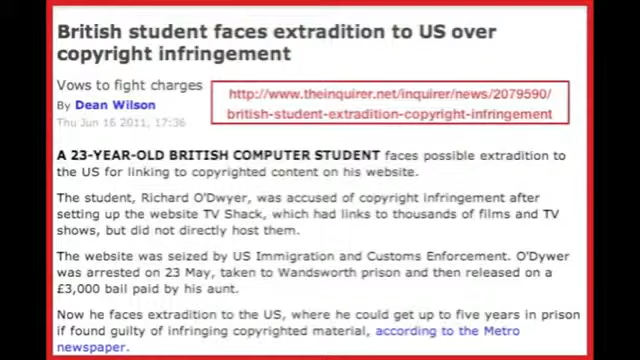 British student faces extradition to US over
copyright infringement
Vows to fight charges
http://www.theinquirer.net/inquirer/news/2079590/
british-student-extradition-copyright-infringement
By Dean Wilson
Thu Jun 16 2011, 17:36
A 23-YEAR-OLD BRITISH COMPUTER STUDENT faces possible extradition to
the US for linking to copyrighted content on his website.
The student, Richard O'Dwyer, was accused of copyright infringement after
setting up the website TV Shack, which had links to thousands of films and TV
shows, but did not directly host them.
The website was seized by US Immigration and Customs Enforcement. O'Dywer
was arrested on 23 May, taken to Wandsworth prison and then released on a
£3,000 bail paid by his aunt.
Now he faces extradition to the US, where he could get up to five years in prison
if found guilty of infringing copyrighted material, according to the Metro
newspaper.